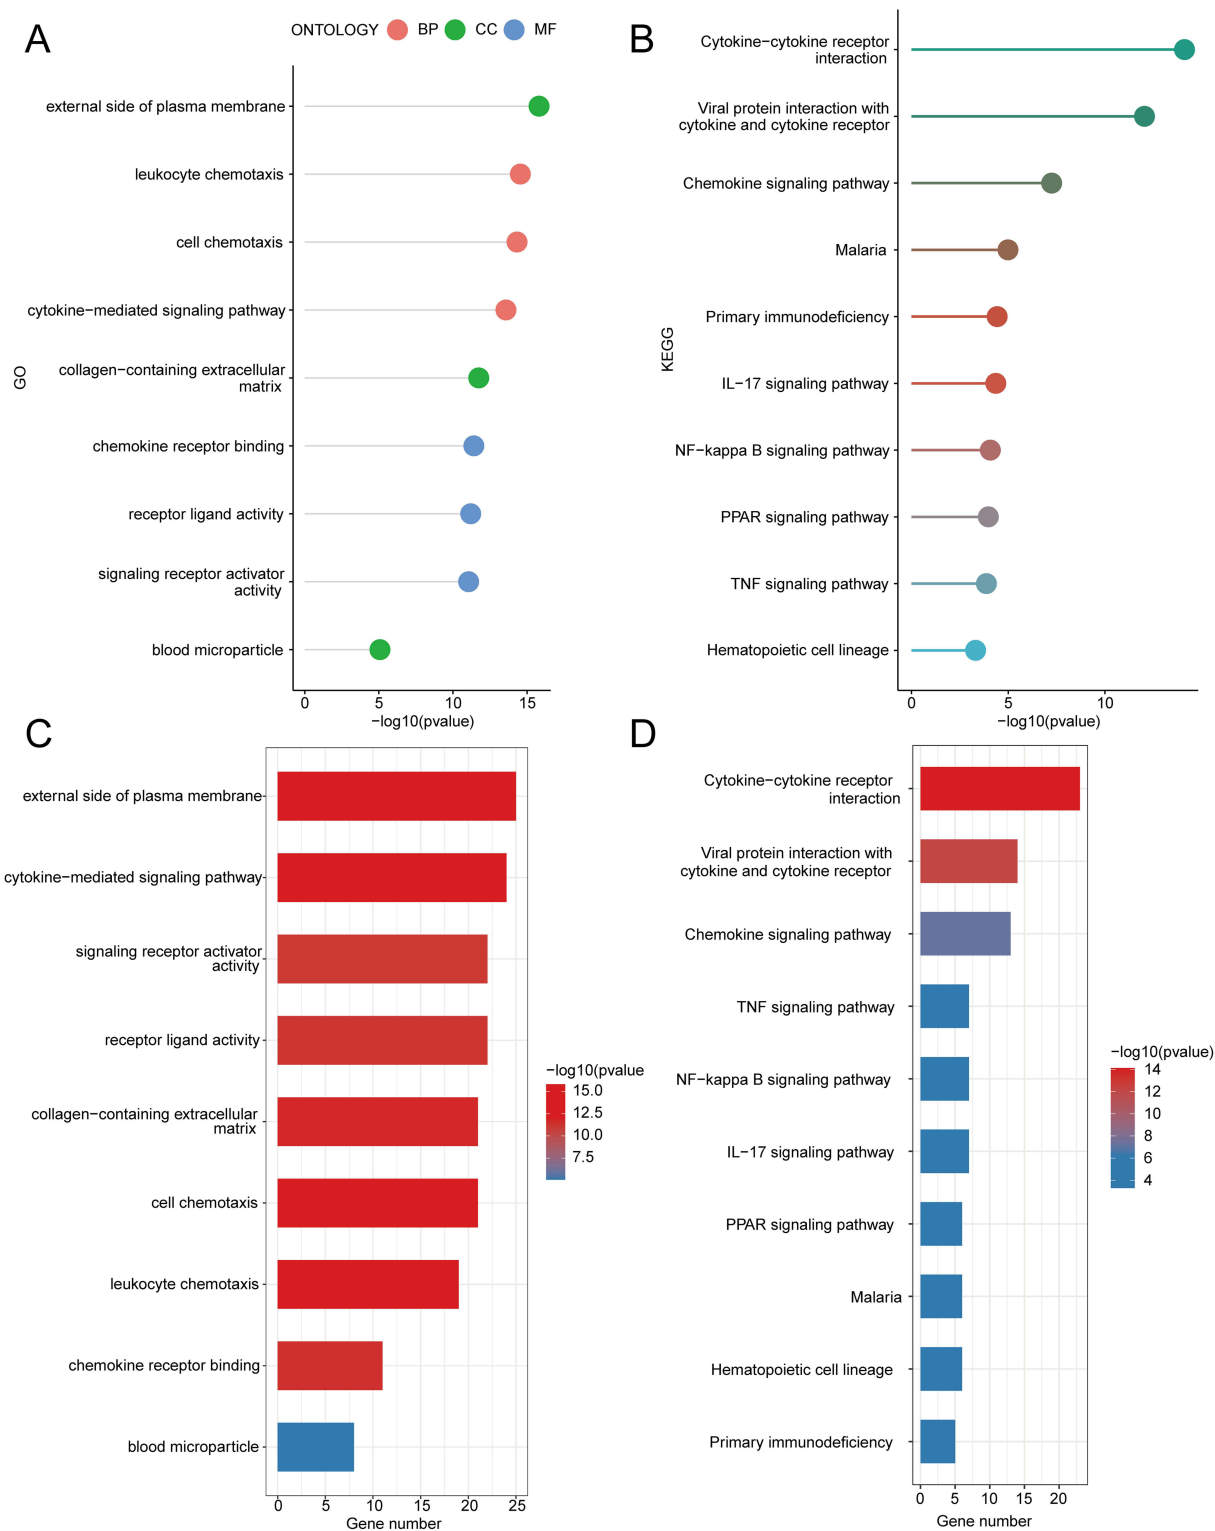 A
ONTOLOGY BP CC MF
external side of plasma membrane
leukocyte chemotaxis
cell chemotaxis
cytokine−mediated signaling pathway
collagen−containing extracellular
matrix
chemokine receptor binding
receptor ligand activity
signaling receptor activator
activity
blood microparticle
GO
0 5 10 15
−log10(pvalue)
B
Cytokine−cytokine receptor
interaction
Viral protein interaction with
cytokine and cytokine receptor
Chemokine signaling pathway
Malaria
Primary immunodeficiency
IL−17 signaling pathway
NF−kappa B signaling pathway
PPAR signaling pathway
TNF signaling pathway
Hematopoietic cell lineage
KEGG
0 5 10
−log10(pvalue)
C
external side of plasma membrane
cytokine−mediated signaling pathway
signaling receptor activator
activity
receptor ligand activity
collagen−containing extracellular
matrix
cell chemotaxis
leukocyte chemotaxis
chemokine receptor binding
blood microparticle
0 5 10 15 20 25
Gene number
−log10(pvalue
15.0
12.5
10.0
7.5
D
Cytokine−cytokine receptor
interaction
Viral protein interaction with
cytokine and cytokine receptor
Chemokine signaling pathway
TNF signaling pathway
NF−kappa B signaling pathway
IL−17 signaling pathway
PPAR signaling pathway
Malaria
Hematopoietic cell lineage
Primary immunodeficiency
0 5 10 15 20
Gene number
−log10(pvalue)
14
12
10
8
6
4